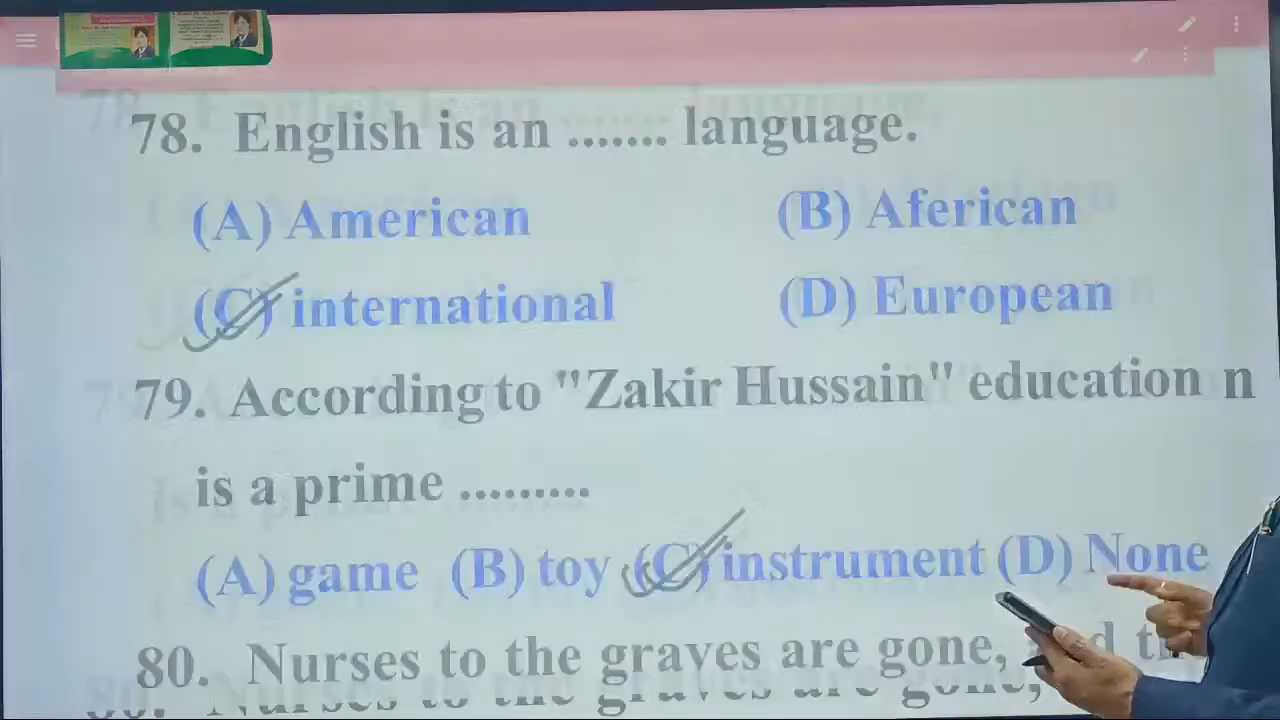 78. English is an ....... language.
(A) American (B) Aferican
(C) international (D) European
79. According to "Zakir Hussain" education n
is a prime .........
(A) game (B) toy (C) instrument (D) None
80. Nurses to the graves are gone,